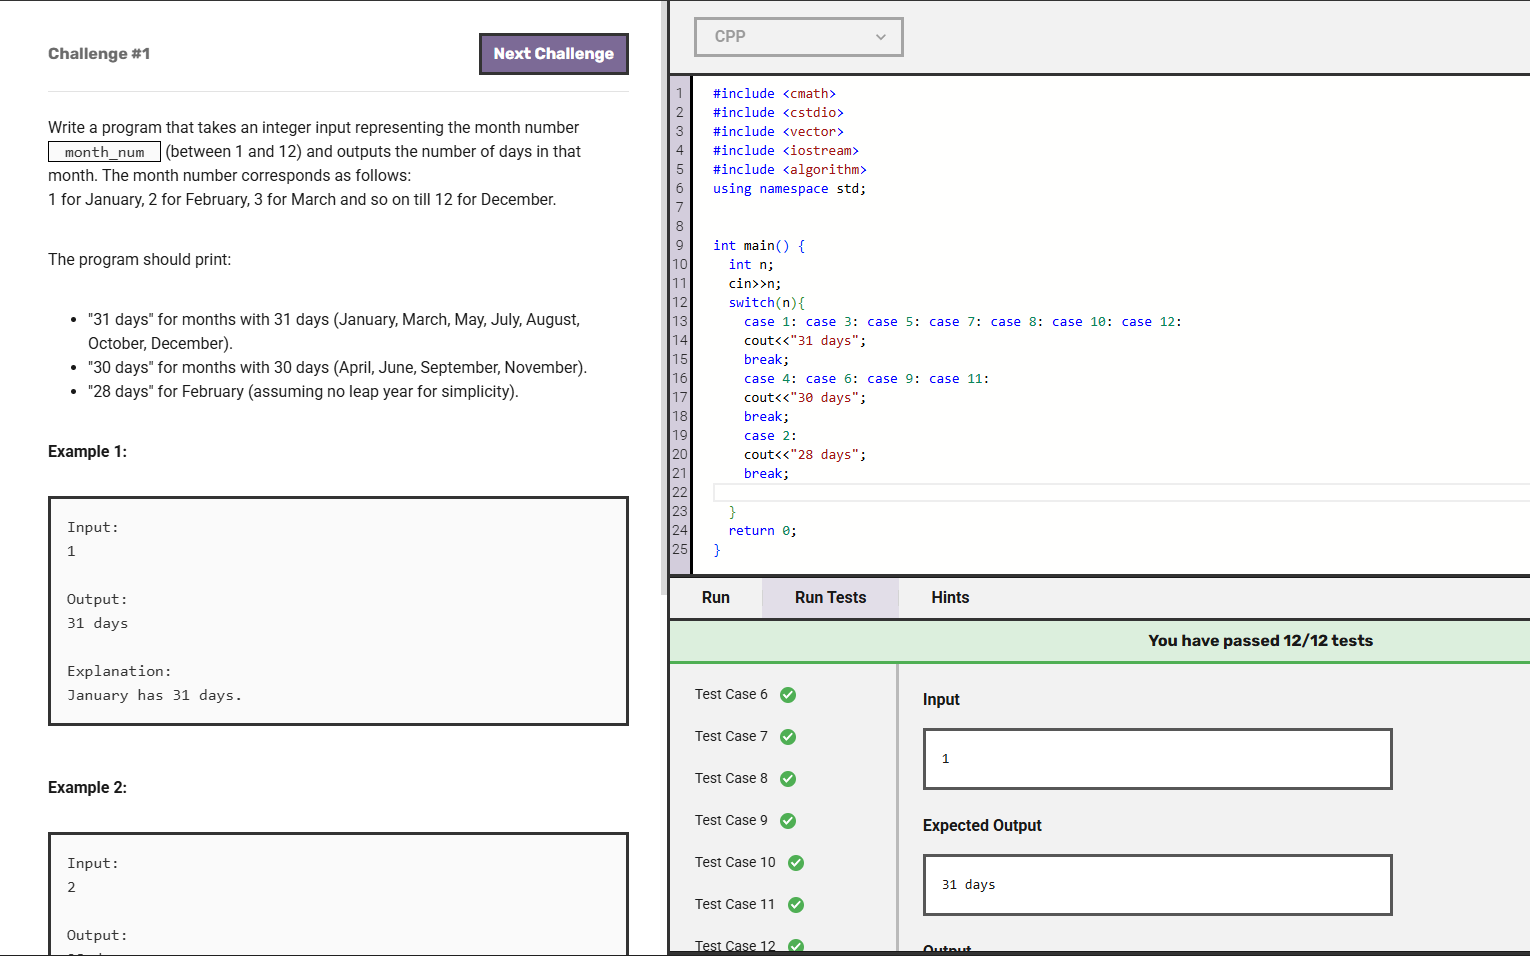 Challenge #1
Next Challenge
Write a program that takes an integer input representing the month number
month_num (between 1 and 12) and outputs the number of days in that
month. The month number corresponds as follows:
1 for January, 2 for February, 3 for March and so on till 12 for December.
The program should print:
• "31 days" for months with 31 days (January, March, May, July, August,
October, December).
• "30 days" for months with 30 days (April, June, September, November).
• "28 days" for February (assuming no leap year for simplicity).
Example 1:
Input:
1
Output:
31 days
Explanation:
January has 31 days.
Example 2:
Input:
2
Output:
CPP
1 #include <cmath>
2 #include <cstdio>
3 #include <vector>
4 #include <iostream>
5 #include <algorithm>
6 using namespace std;
7
8
9 int main() {
10 int n;
11 cin>>n;
12 switch(n){
13 case 1: case 3: case 5: case 7: case 8: case 10: case 12:
14 cout<<"31 days";
15 break;
16 case 4: case 6: case 9: case 11:
17 cout<<"30 days";
18 break;
19 case 2:
20 cout<<"28 days";
21 break;
22
23 }
24 return 0;
25 }
Run
Run Tests
Hints
You have passed 12/12 tests
Test Case 6
Test Case 7
Test Case 8
Test Case 9
Test Case 10
Test Case 11
Test Case 12
Input
1
Expected Output
31 days
Output